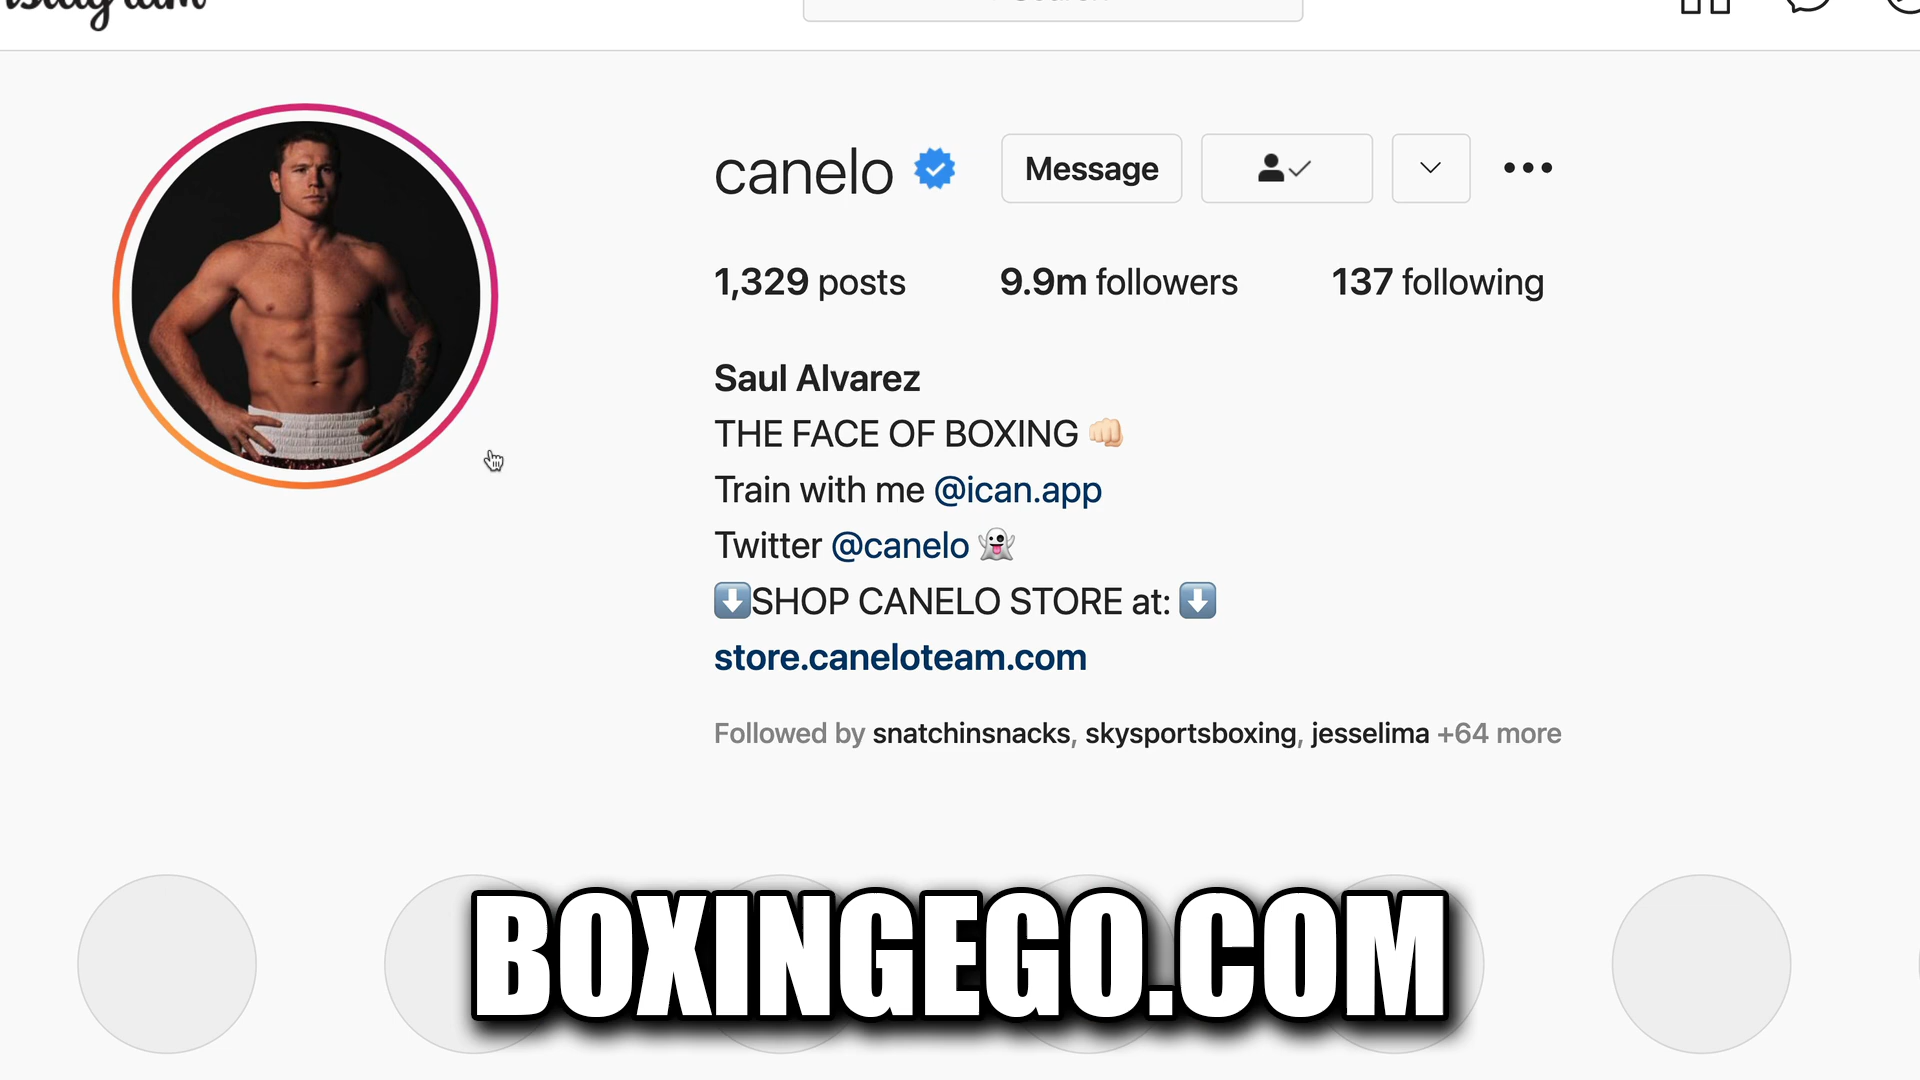 canelo
Message
1,329 posts 9.9m followers 137 following
Saul Alvarez
THE FACE OF BOXING 👊🏻
Train with me @ican.app
Twitter @canelo 👻
⬇️SHOP CANELO STORE at: ⬇️
store.caneloteam.com
Followed by snatchinsnacks, skysportsboxing, jesselima +64 more
BOXINGEGO.COM